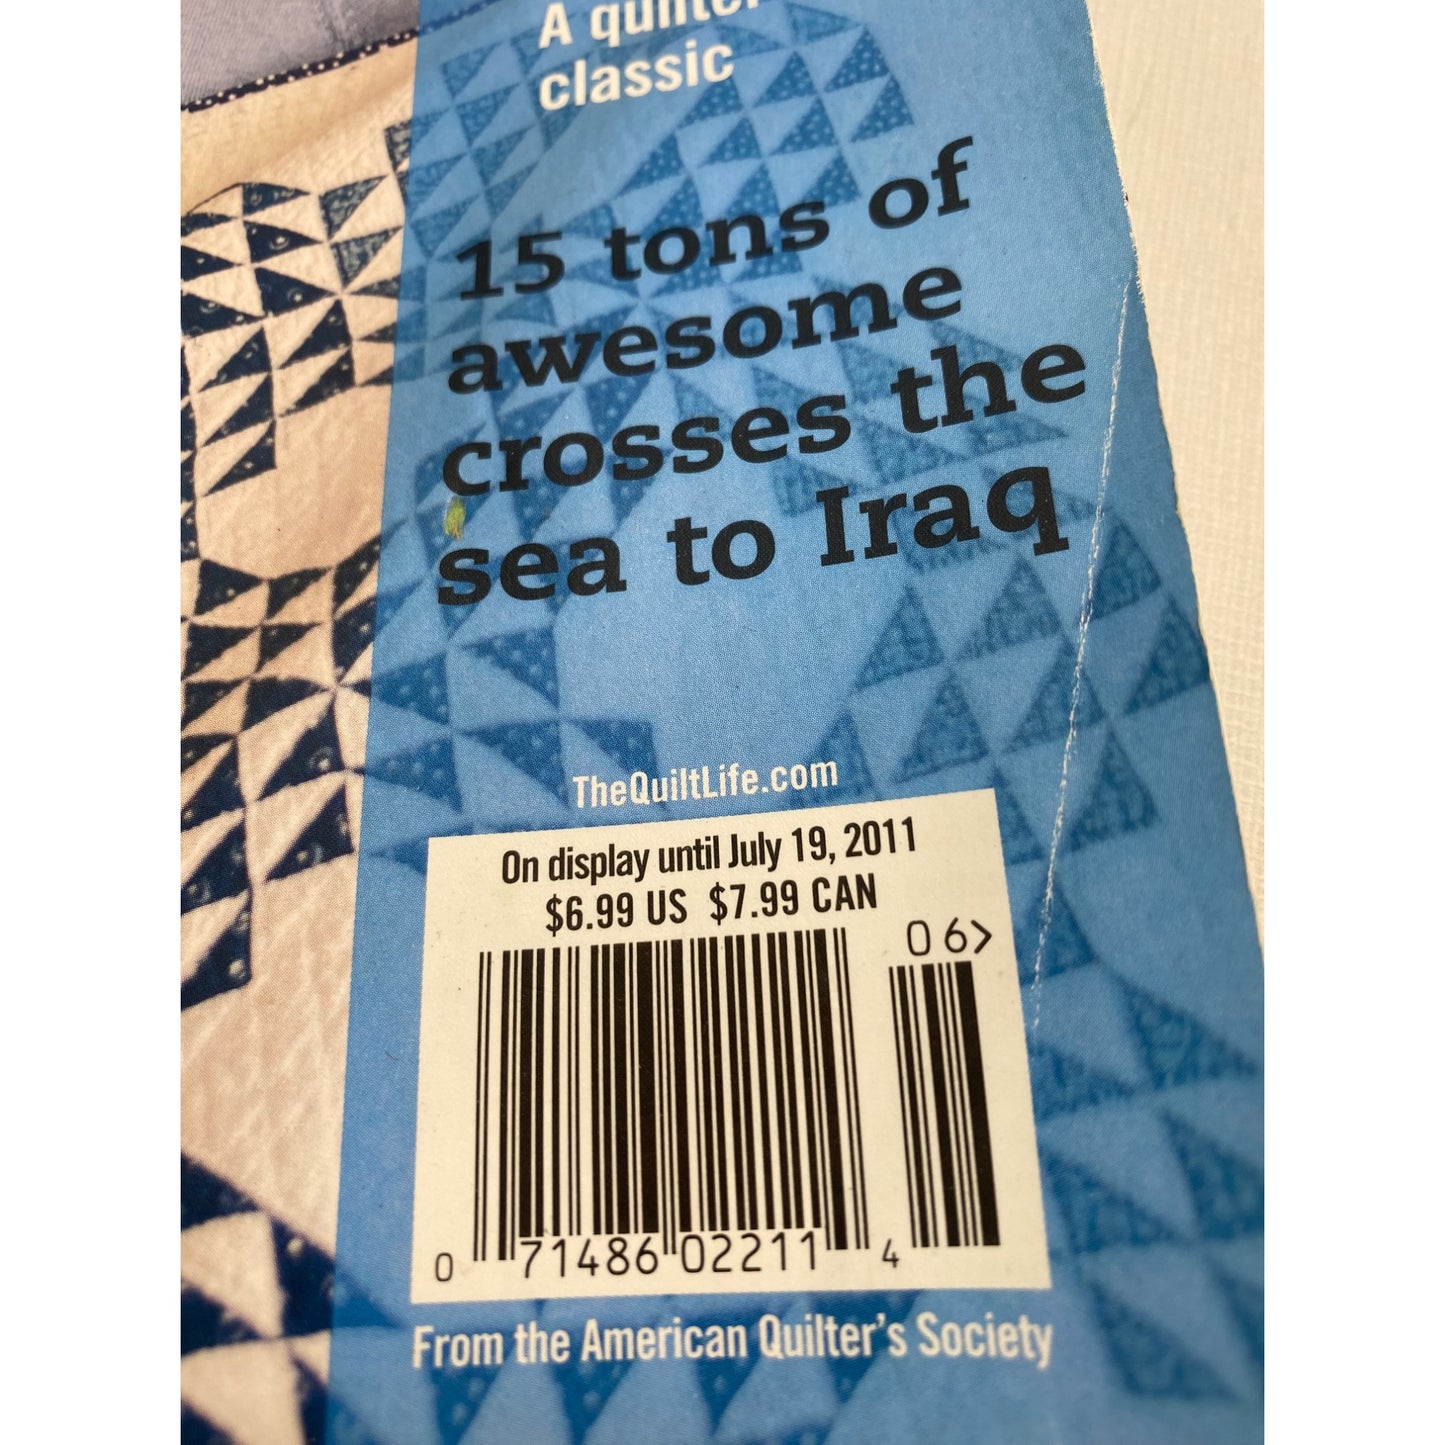 A quilter
classic
15 tons of
awesome
crosses the
sea to Iraq
TheQuiltLife.com
On display until July 19, 2011
$6.99 US $7.99 CAN
06>
0 71486 02211 4
From the American Quilter's Society